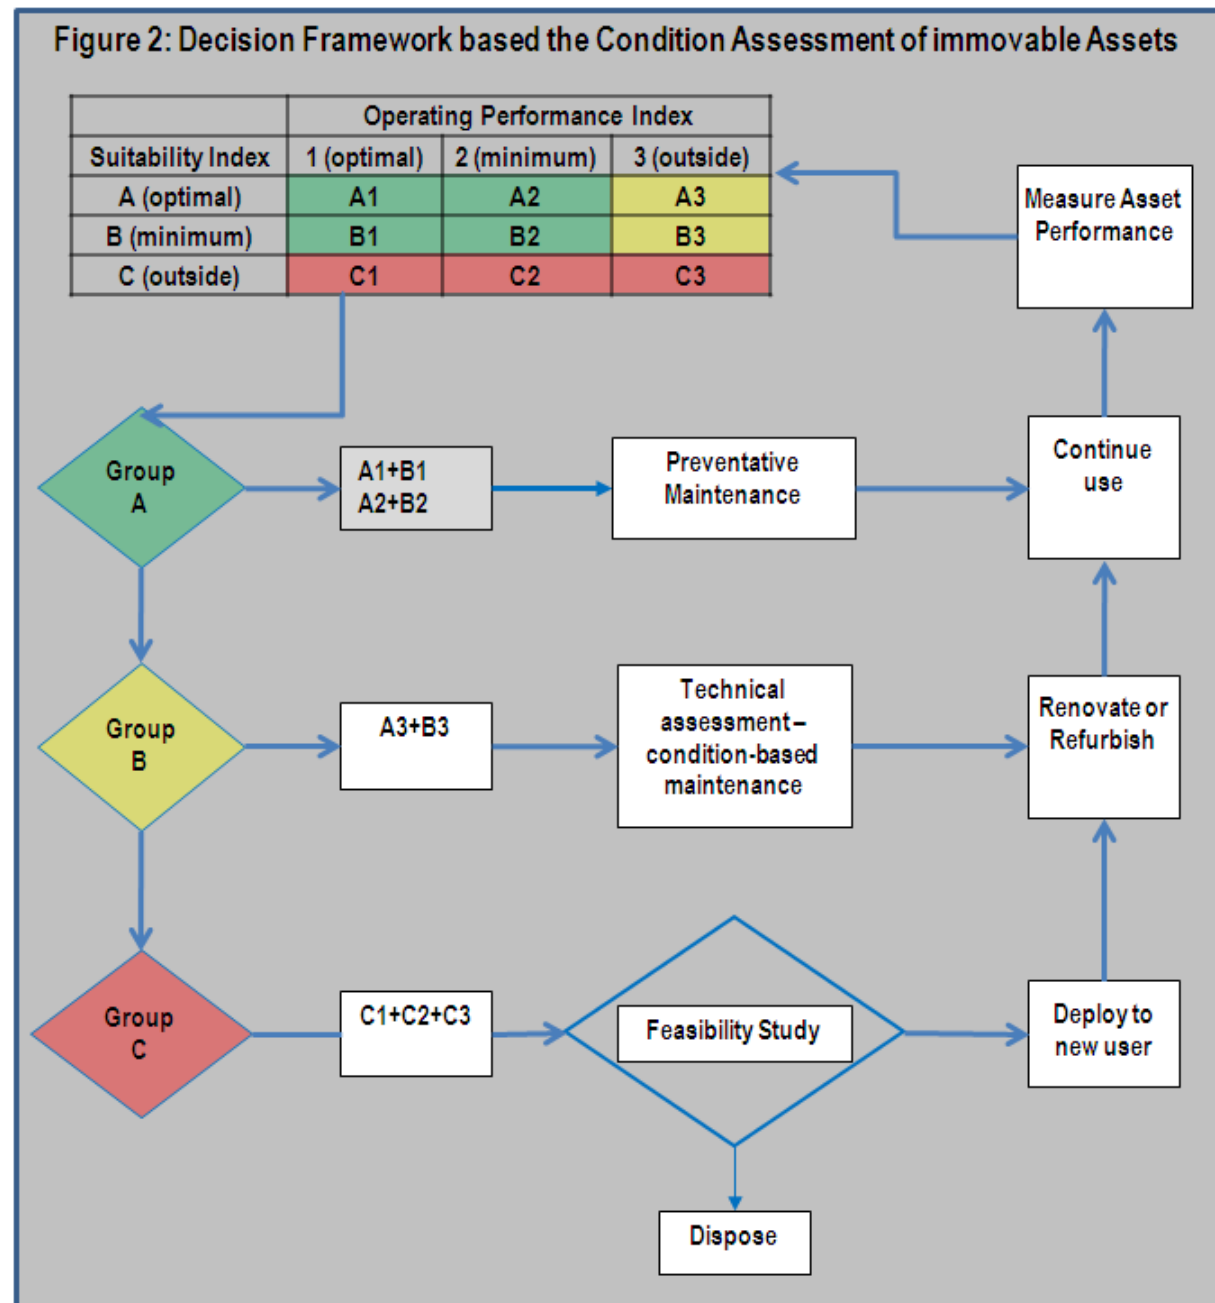 Figure 2: Decision Framework based the Condition Assessment of immovable Assets
Operating Performance Index
Suitability Index 1 (optimal) 2 (minimum) 3 (outside)
A (optimal) A1 A2 A3
B (minimum) B1 B2 B3
C (outside) C1 C2 C3
Measure Asset
Performance
Group
A
A1+B1
A2+B2
Preventative
Maintenance
Continue
use
Group
B
A3+B3
Technical
assessment –
condition-based
maintenance
Renovate or
Refurbish
Group
C
C1+C2+C3
Feasibility Study
Deploy to
new user
Dispose